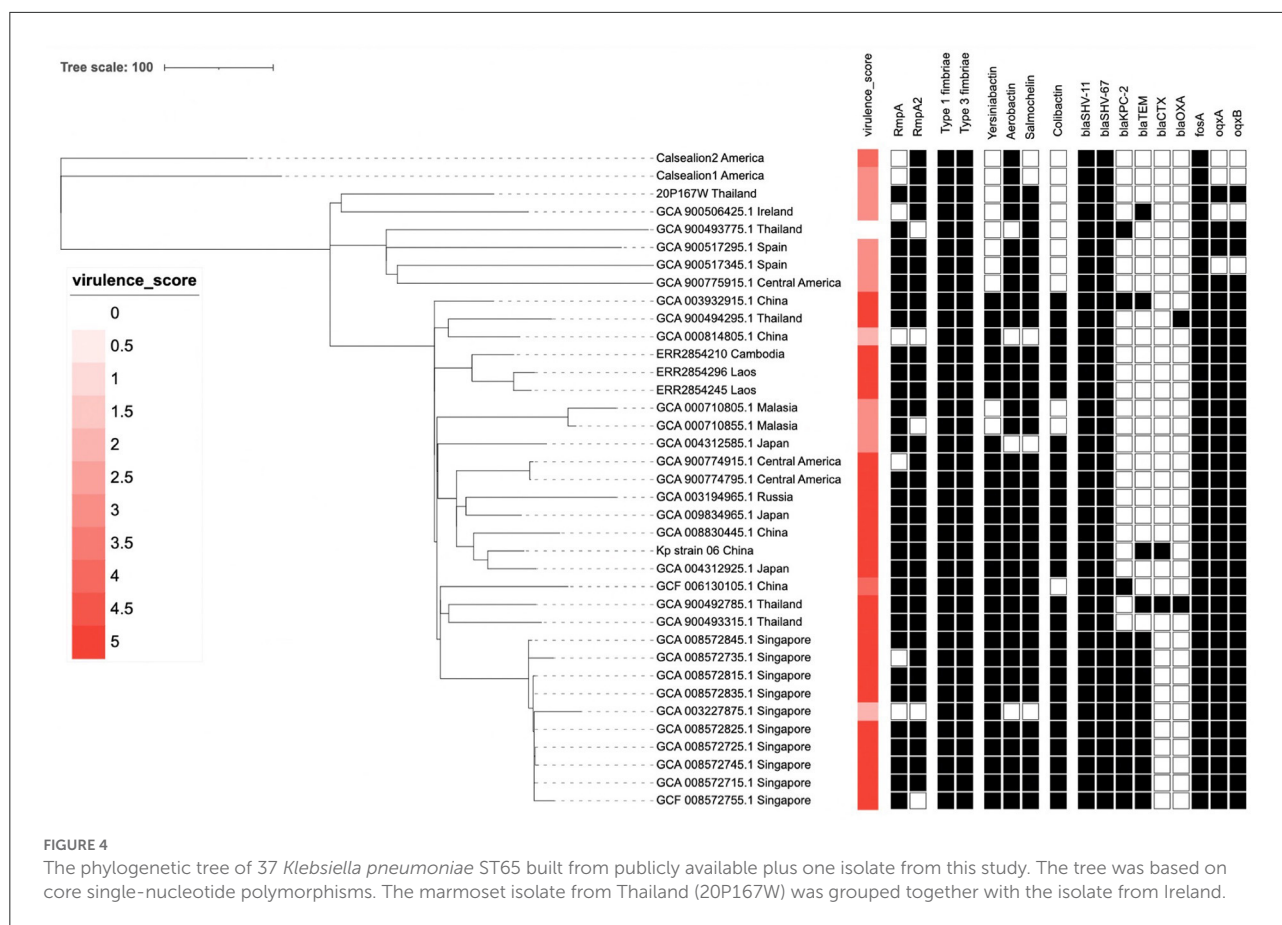 Tree scale: 100
virulence_score
RmpA
RmpA2
Type 1 fimbriae
Type 3 fimbriae
Yersiniabactin
Aerobactin
Salmochelin
Colibactin
blaSHV-11
blaSHV-67
blaKPC-2
blaTEM
blaCTX
blaOXA
fosA
oqxA
oqxB
Calsealion2 America
Calsealion1 America
20P167W Thailand
GCA 900506425.1 Ireland
GCA 900493775.1 Thailand
GCA 900517295.1 Spain
GCA 900517345.1 Spain
GCA 900775915.1 Central America
GCA 003932915.1 China
GCA 900494295.1 Thailand
GCA 000814805.1 China
ERR2854210 Cambodia
ERR2854296 Laos
ERR2854245 Laos
GCA 000710805.1 Malasia
GCA 000710855.1 Malasia
GCA 004312585.1 Japan
GCA 900774915.1 Central America
GCA 900774795.1 Central America
GCA 003194965.1 Russia
GCA 009834965.1 Japan
GCA 008830445.1 China
Kp strain 06 China
GCA 004312925.1 Japan
GCF 006130105.1 China
GCA 900492785.1 Thailand
GCA 900493315.1 Thailand
GCA 008572845.1 Singapore
GCA 008572735.1 Singapore
GCA 008572815.1 Singapore
GCA 008572835.1 Singapore
GCA 003227875.1 Singapore
GCA 008572825.1 Singapore
GCA 008572725.1 Singapore
GCA 008572745.1 Singapore
GCA 008572715.1 Singapore
GCF 008572755.1 Singapore
virulence_score
0
0.5
1
1.5
2
2.5
3
3.5
4
4.5
5
FIGURE 4
The phylogenetic tree of 37 Klebsiella pneumoniae ST65 built from publicly available plus one isolate from this study. The tree was based on
core single-nucleotide polymorphisms. The marmoset isolate from Thailand (20P167W) was grouped together with the isolate from Ireland.